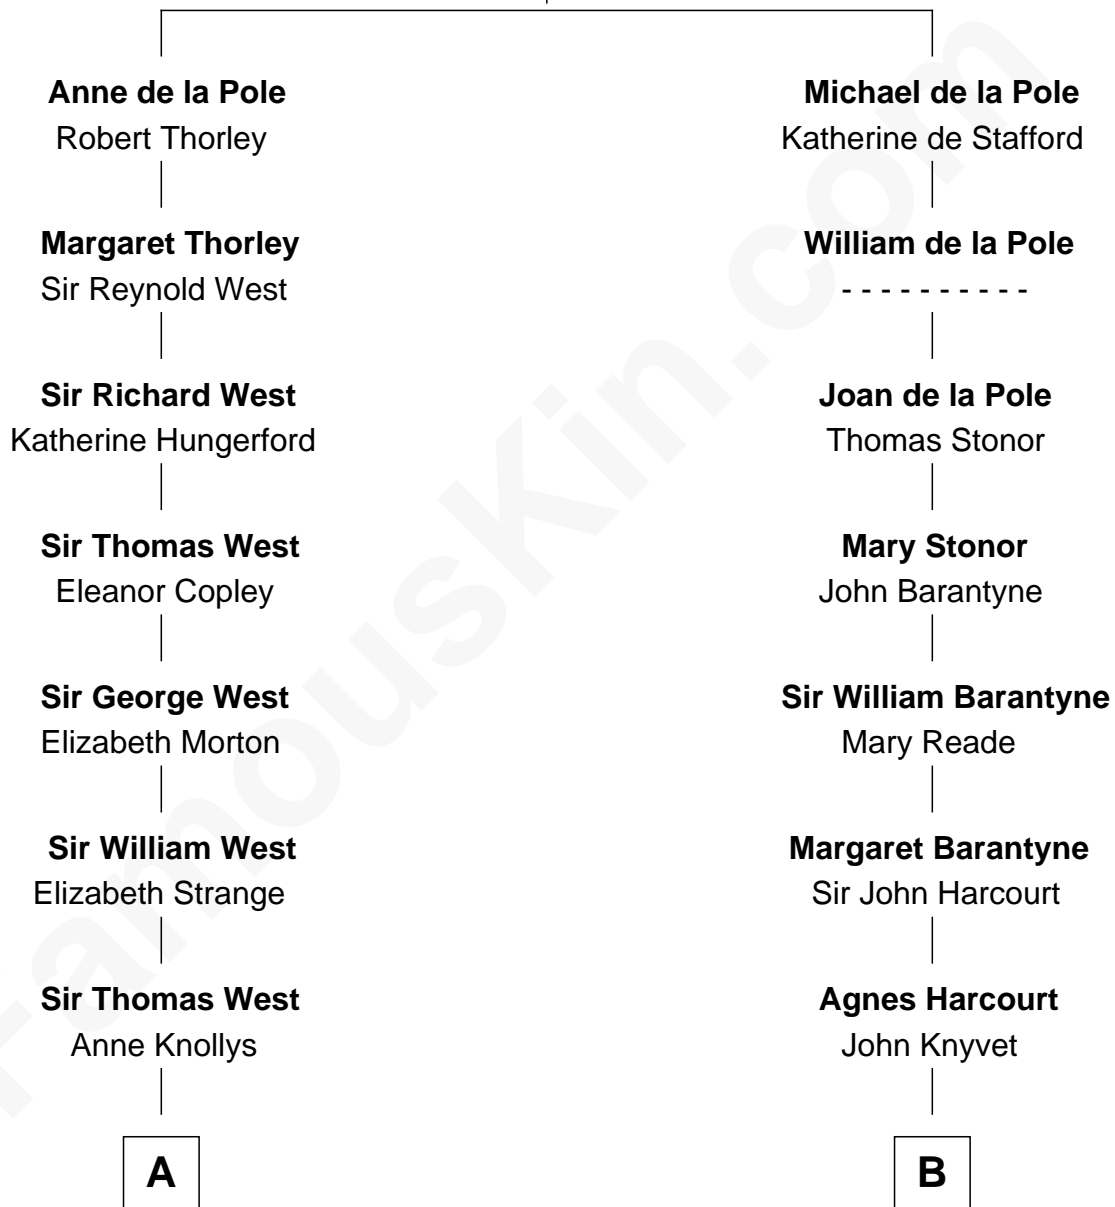 Anne de la Pole
Robert Thorley
Margaret Thorley
Sir Reynold West
Sir Richard West
Katherine Hungerford
Sir Thomas West
Eleanor Copley
Sir George West
Elizabeth Morton
Sir William West
Elizabeth Strange
Sir Thomas West
Anne Knollys
A
Michael de la Pole
Katherine de Stafford
William de la Pole
- - - - - - - - - -
Joan de la Pole
Thomas Stonor
Mary Stonor
John Barantyne
Sir William Barantyne
Mary Reade
Margaret Barantyne
Sir John Harcourt
Agnes Harcourt
John Knyvet
B
FamousKin.com